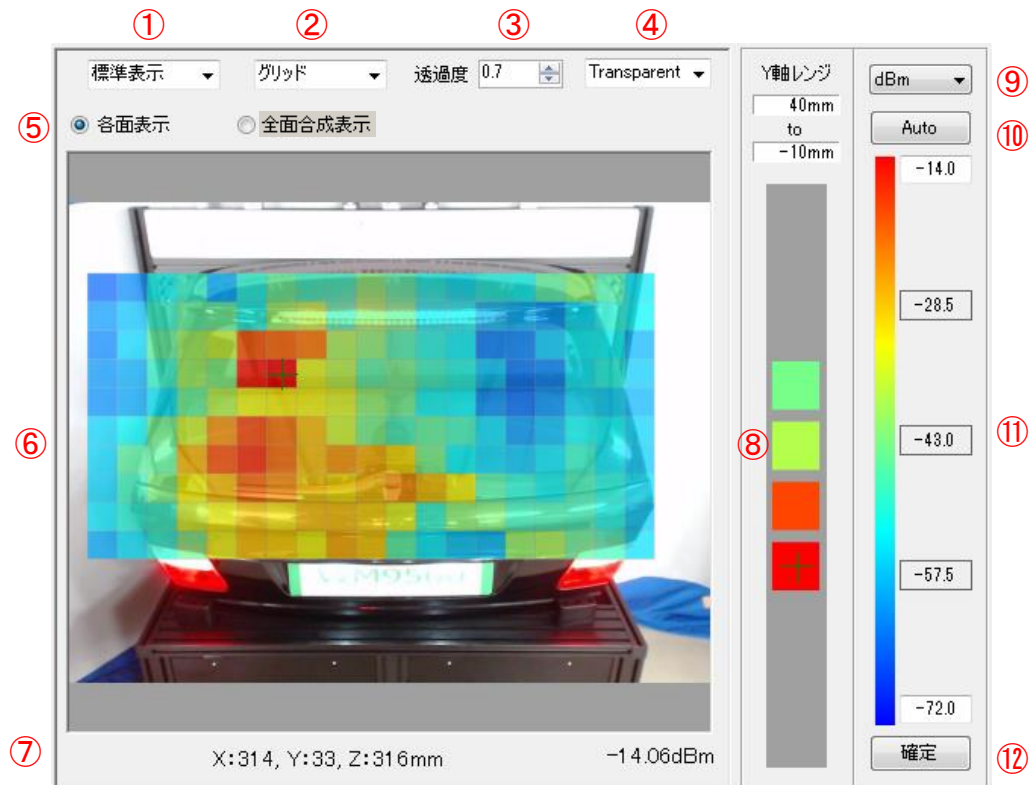 ① ② ③ ④
標準表示 グリッド 透過度 0.7 Transparent
Y軸レンジ
dBm ⑨
40mm
⑤ 各面表示 全面合成表示
to
Auto ⑩
-10mm
-14.0
-28.5
⑥ ⑧ -43.0 ⑪
-57.5
-72.0
⑦ X:314, Y:33, Z:316mm -14.06dBm
確定 ⑫